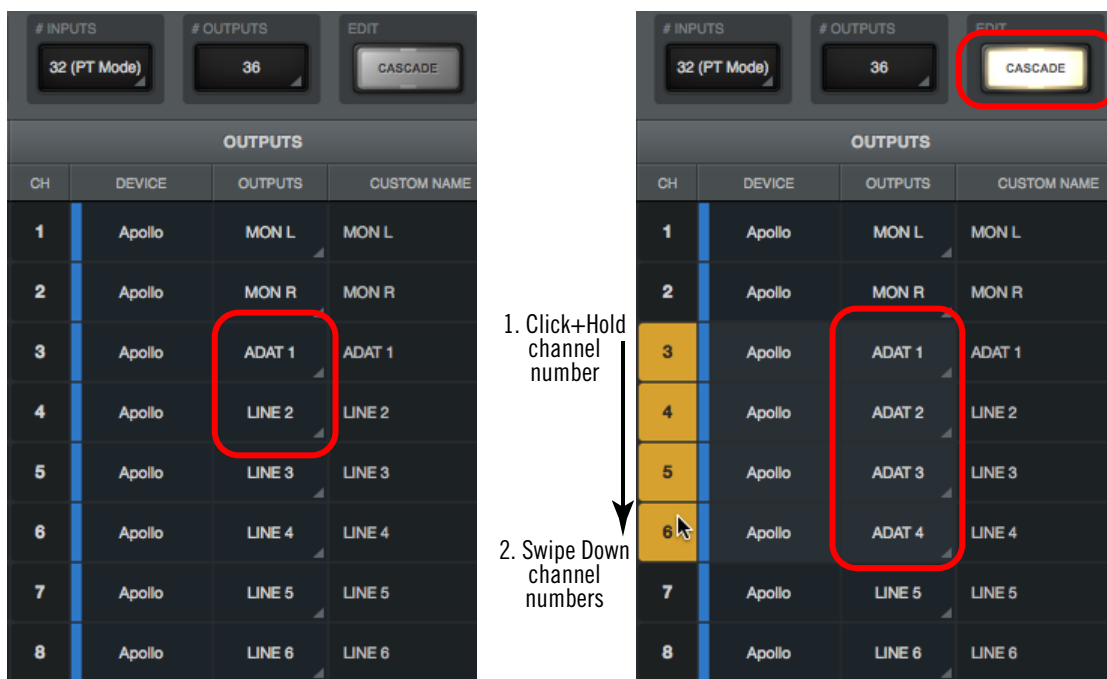 # INPUTS # OUTPUTS EDIT
32 (PT Mode) 36 CASCADE
OUTPUTS
CH DEVICE OUTPUTS CUSTOM NAME
1 Apollo MON L MON L
2 Apollo MON R MON R
3 Apollo ADAT 1 ADAT 1
4 Apollo LINE 2 LINE 2
5 Apollo LINE 3 LINE 3
6 Apollo LINE 4 LINE 4
7 Apollo LINE 5 LINE 5
8 Apollo LINE 6 LINE 6
1. Click+Hold
channel
number
2. Swipe Down
channel
numbers
# INPUTS # OUTPUTS EDIT
32 (PT Mode) 36 CASCADE
OUTPUTS
CH DEVICE OUTPUTS CUSTOM NAME
1 Apollo MON L MON L
2 Apollo MON R MON R
3 Apollo ADAT 1 ADAT 1
4 Apollo ADAT 2 LINE 2
5 Apollo ADAT 3 LINE 3
6 Apollo ADAT 4 LINE 4
7 Apollo LINE 5 LINE 5
8 Apollo LINE 6 LINE 6